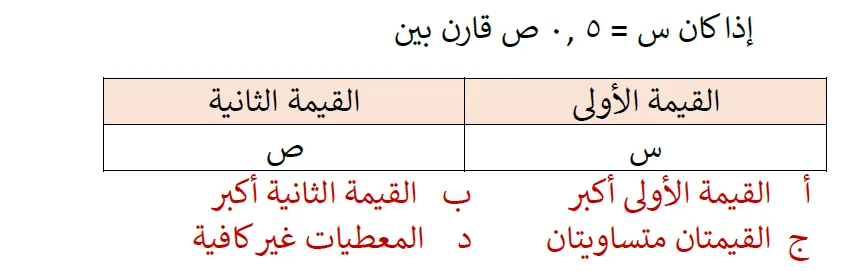 إذا كان س = ٥ , ٠ ص قارن بين
القيمة الأولى القيمة الثانية
س ص
أ القيمة الأولى أكبر ب القيمة الثانية أكبر
ج القيمتان متساويتان د المعطيات غير كافية